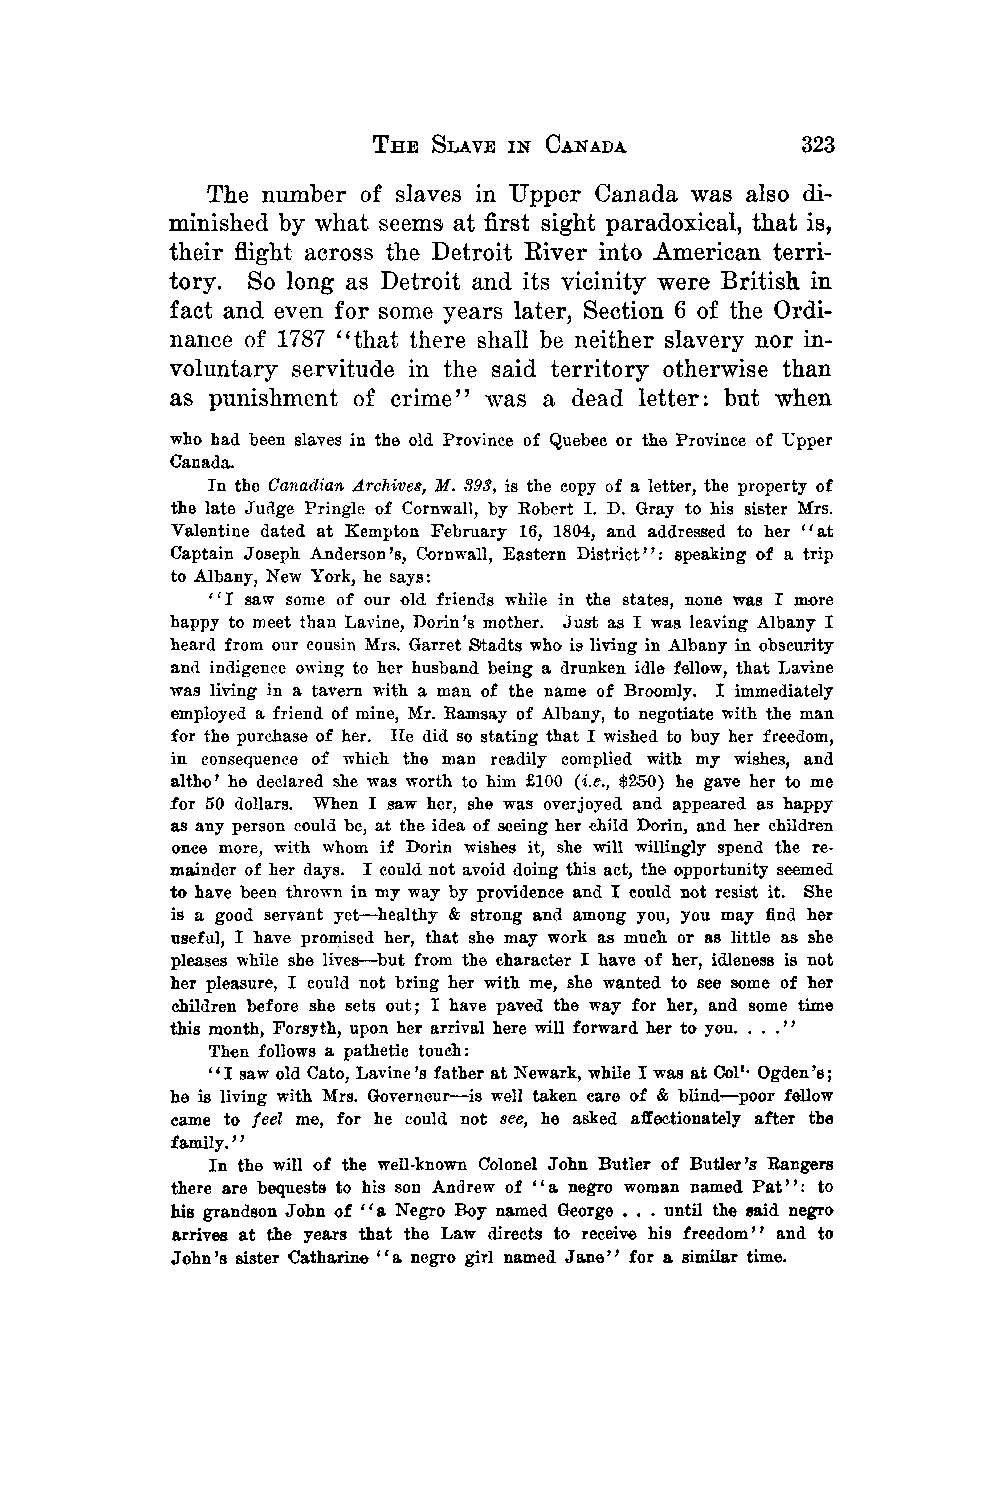 THE SLAVE IN CANADA 323
The number of slaves in Upper Canada was also di-
minished by what seems at first sight paradoxical, that is,
their flight across the Detroit River into American terri-
tory. So long as Detroit and its vicinity were British in
fact and even for some years later, Section 6 of the Ordi-
nance of 1787 "that there shall be neither slavery nor in-
voluntary servitude in the said territory otherwise than
as punishment of crime" was a dead letter: but when
who had been slaves in the old Province of Quebec or the Province of Upper
Canada.
In the Canadian Archives, M. 393, is the copy of a letter, the property of
the late Judge Pringle of Cornwall, by Robert I. D. Gray to his sister Mrs.
Valentine dated at Kempton February 16, 1804, and addressed to her "at
Captain Joseph Anderson's, Cornwall, Eastern District": speaking of a trip
to Albany, New York, he says:
"I saw some of our old friends while in the states, none was I more
happy to meet than Lavine, Dorin's mother. Just as I was leaving Albany I
heard from our cousin Mrs. Garret Stadts who is living in Albany in obscurity
and indigence owing to her husband being a drunken idle fellow, that Lavine
was living in a tavern with a man of the name of Broomly. I immediately
employed a friend of mine, Mr. Ramsay of Albany, to negotiate with the man
for the purchase of her. He did so stating that I wished to buy her freedom,
in consequence of which the man readily complied with my wishes, and
altho' he declared she was worth to him £100 (i.e., $250) he gave her to me
for 50 dollars. When I saw her, she was overjoyed and appeared as happy
as any person could be, at the idea of seeing her child Dorin, and her children
once more, with whom if Dorin wishes it, she will willingly spend the re-
mainder of her days. I could not avoid doing this act, the opportunity seemed
to have been thrown in my way by providence and I could not resist it. She
is a good servant yet—healthy & strong and among you, you may find her
useful, I have promised her, that she may work as much or as little as she
pleases while she lives—but from the character I have of her, idleness is not
her pleasure, I could not bring her with me, she wanted to see some of her
children before she sets out; I have paved the way for her, and some time
this month, Forsyth, upon her arrival here will forward her to you. . . ."
Then follows a pathetic touch:
"I saw old Cato, Lavine's father at Newark, while I was at Col¹· Ogden's;
he is living with Mrs. Governeur—is well taken care of & blind—poor fellow
came to feel me, for he could not see, he asked affectionately after the
family."
In the will of the well-known Colonel John Butler of Butler's Rangers
there are bequests to his son Andrew of "a negro woman named Pat": to
his grandson John of "a Negro Boy named George . . . until the said negro
arrives at the years that the Law directs to receive his freedom" and to
John's sister Catharine "a negro girl named Jane" for a similar time.